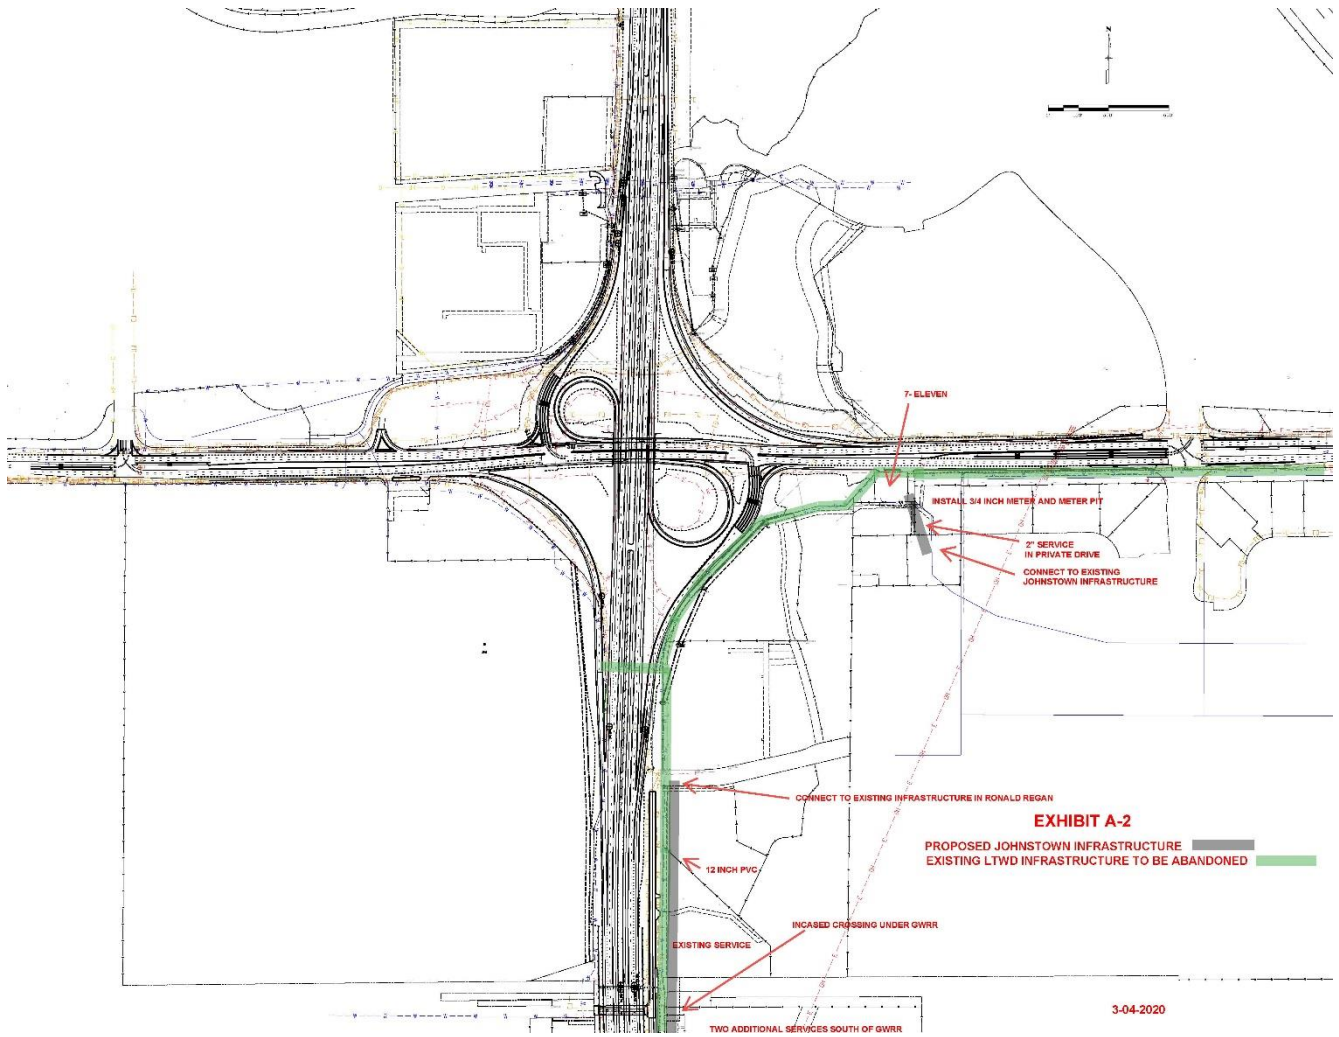 N
7- ELEVEN
INSTALL 3/4 INCH METER AND METER PIT
2" SERVICE
IN PRIVATE DRIVE
CONNECT TO EXISTING
JOHNSTOWN INFRASTRUCTURE
CONNECT TO EXISTING INFRASTRUCTURE IN RONALD REGAN
EXHIBIT A-2
PROPOSED JOHNSTOWN INFRASTRUCTURE
EXISTING LTWD INFRASTRUCTURE TO BE ABANDONED
12 INCH PVC
INCASED CROSSING UNDER GWRR
EXISTING SERVICE
3-04-2020
TWO ADDITIONAL SERVICES SOUTH OF GWRR